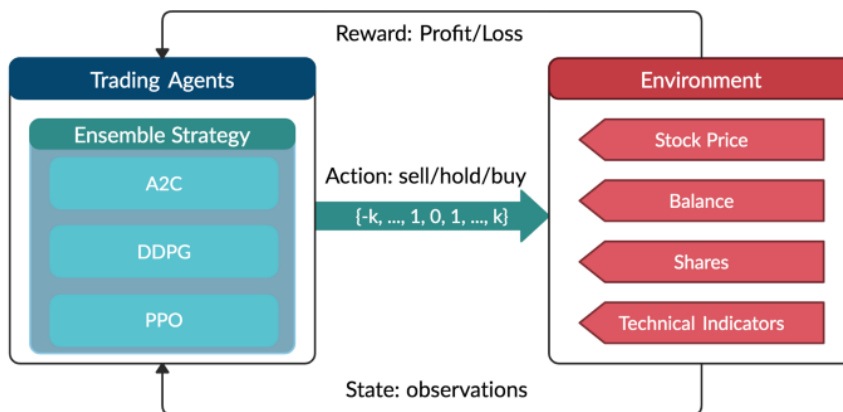 Reward: Profit/Loss
Trading Agents
Environment
Ensemble Strategy
A2C
DDPG
PPO
Action: sell/hold/buy
{-k, ..., 1, 0, 1, ..., k}
Stock Price
Balance
Shares
Technical Indicators
State: observations